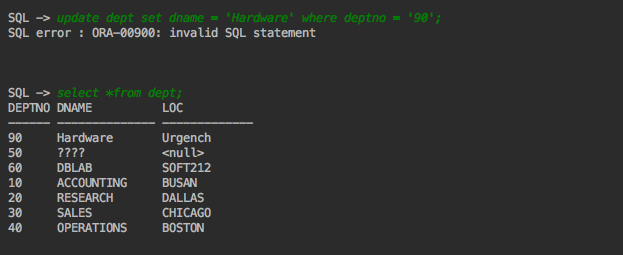 SQL -> update dept set dname = 'Hardware' where deptno = '90';
SQL error : ORA-00900: invalid SQL statement
SQL -> select *from dept;
DEPTNO DNAME          LOC
------ -------------- -------------
90     Hardware       Urgench
50     ????           <null>
60     DBLAB          SOFT212
10     ACCOUNTING     BUSAN
20     RESEARCH       DALLAS
30     SALES          CHICAGO
40     OPERATIONS     BOSTON